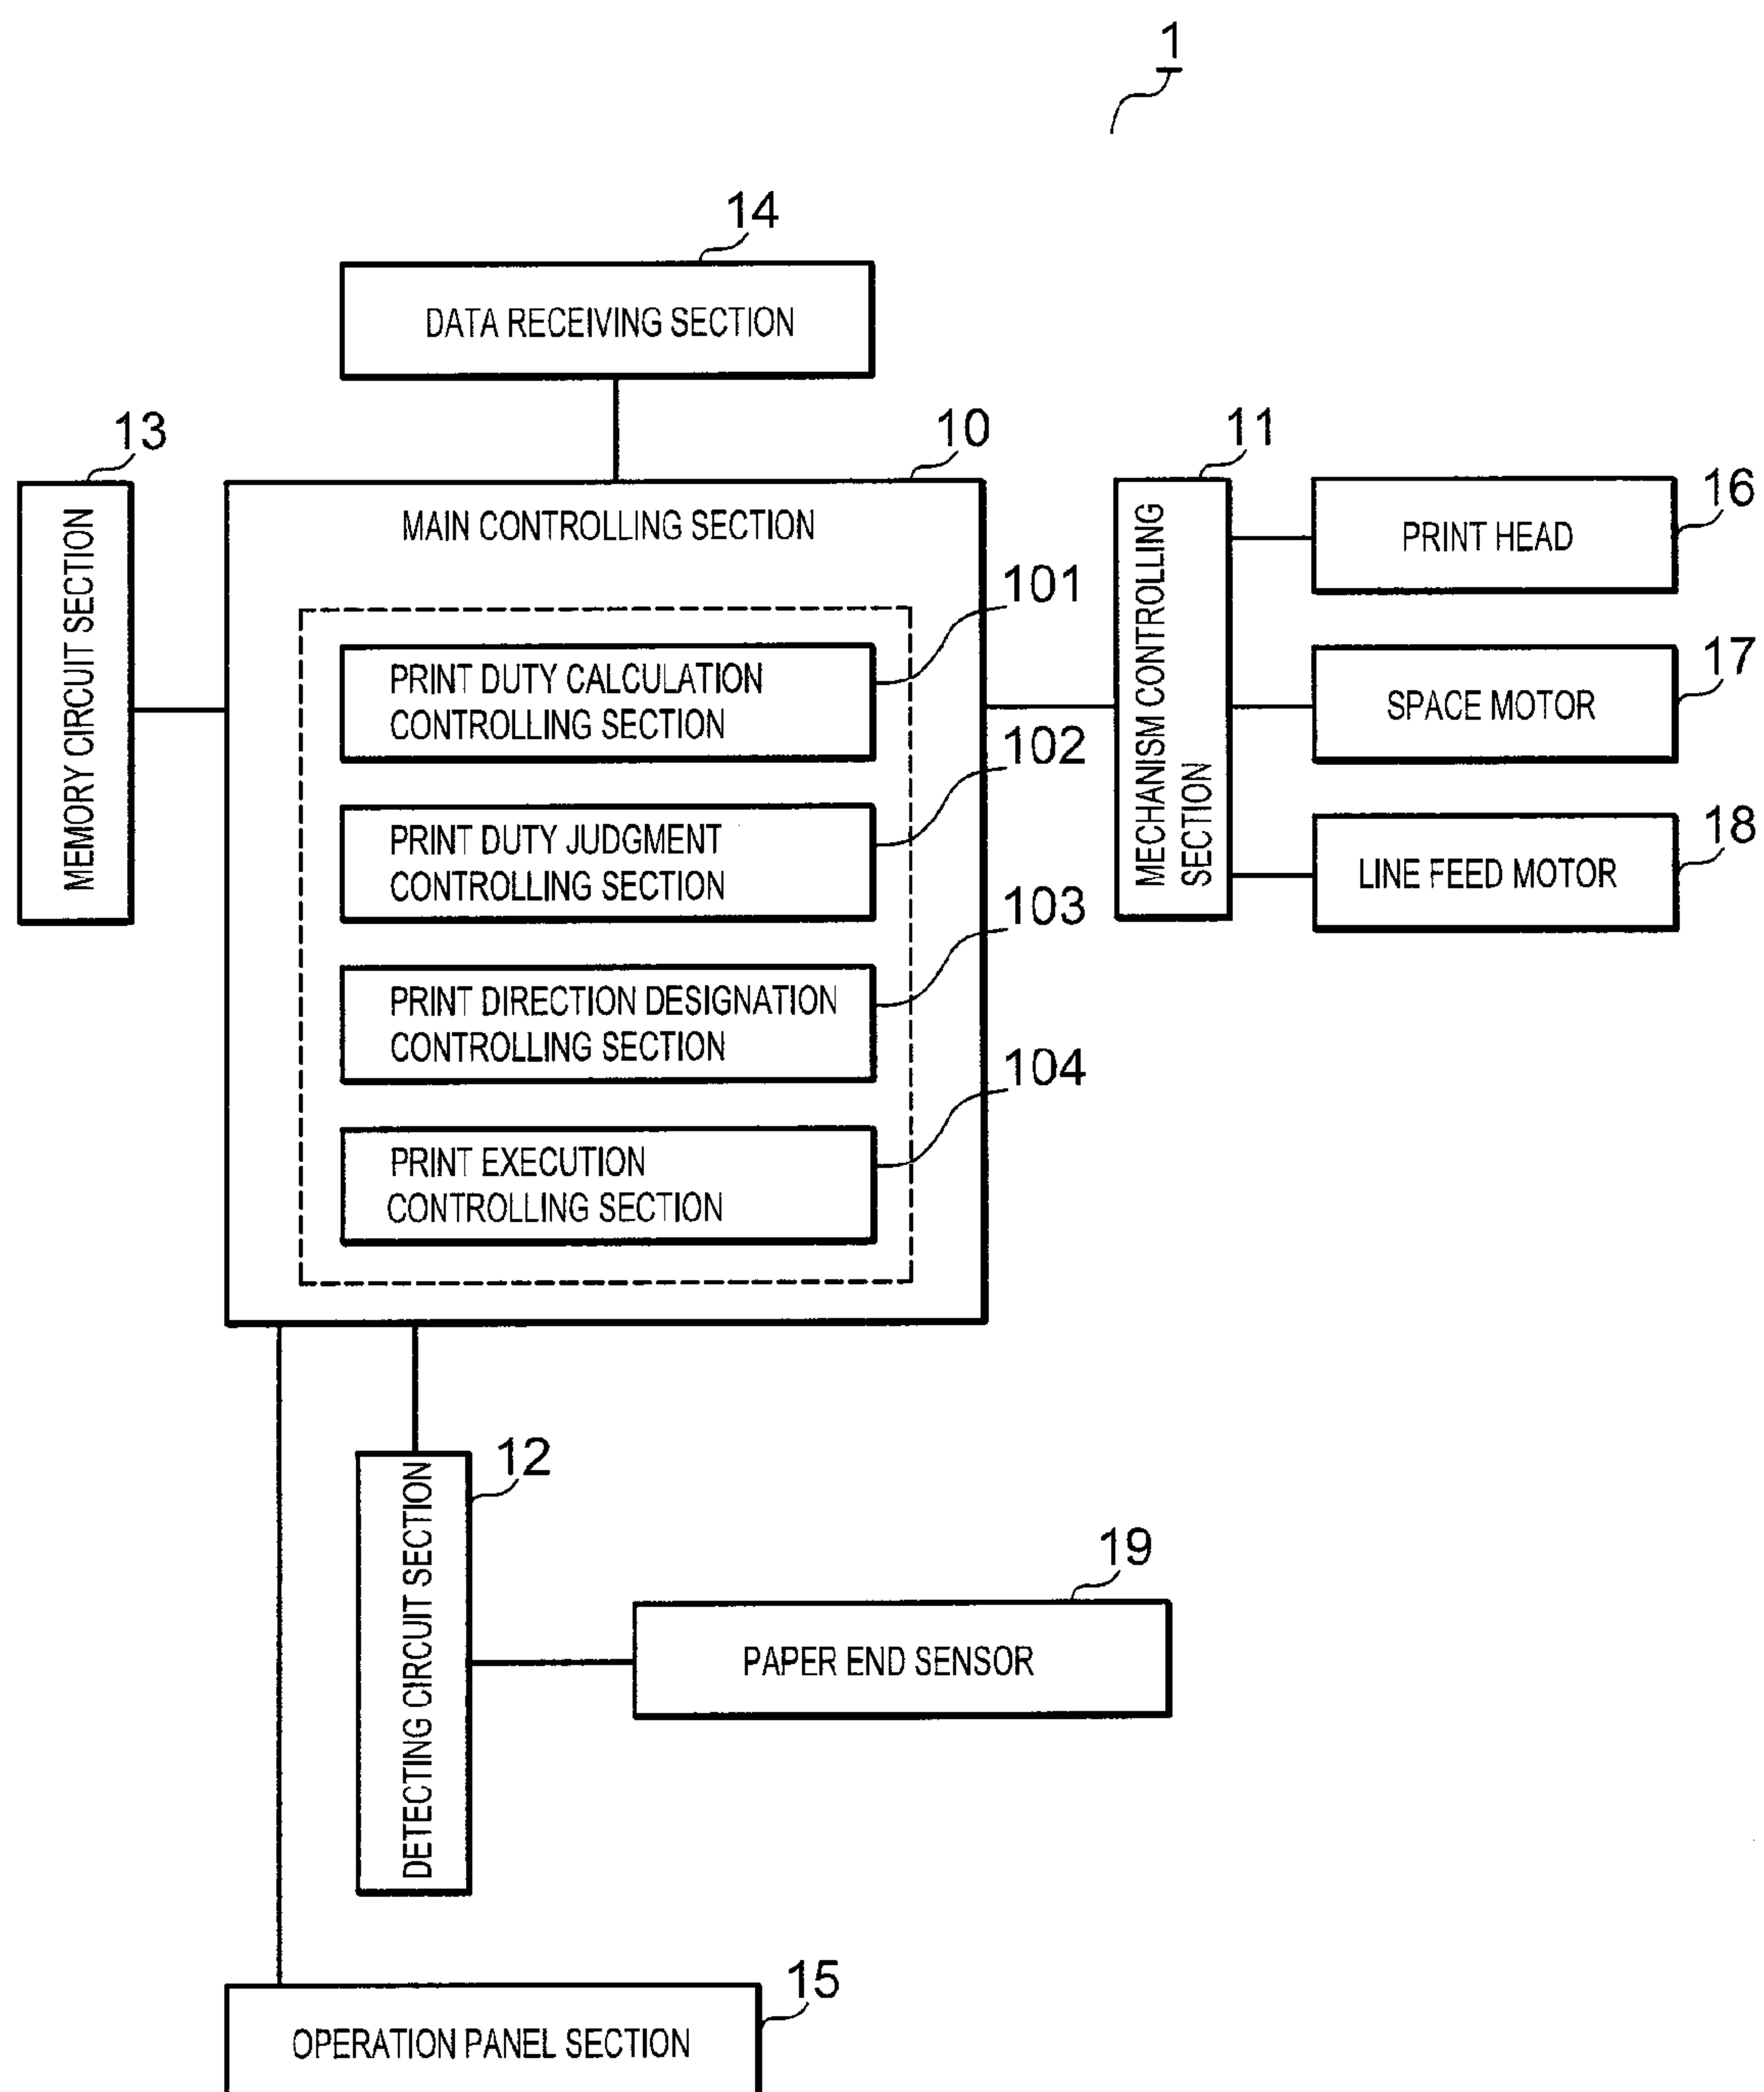 1
14
DATA RECEIVING SECTION
13
MEMORY CIRCUIT SECTION
10
MAIN CONTROLLING SECTION
101
PRINT DUTY CALCULATION
CONTROLLING SECTION
102
PRINT DUTY JUDGMENT
CONTROLLING SECTION
103
PRINT DIRECTION DESIGNATION
CONTROLLING SECTION
104
PRINT EXECUTION
CONTROLLING SECTION
11
MECHANISM CONTROLLING
SECTION
16
PRINT HEAD
17
SPACE MOTOR
18
LINE FEED MOTOR
12
DETECTING CIRCUIT SECTION
19
PAPER END SENSOR
15
OPERATION PANEL SECTION